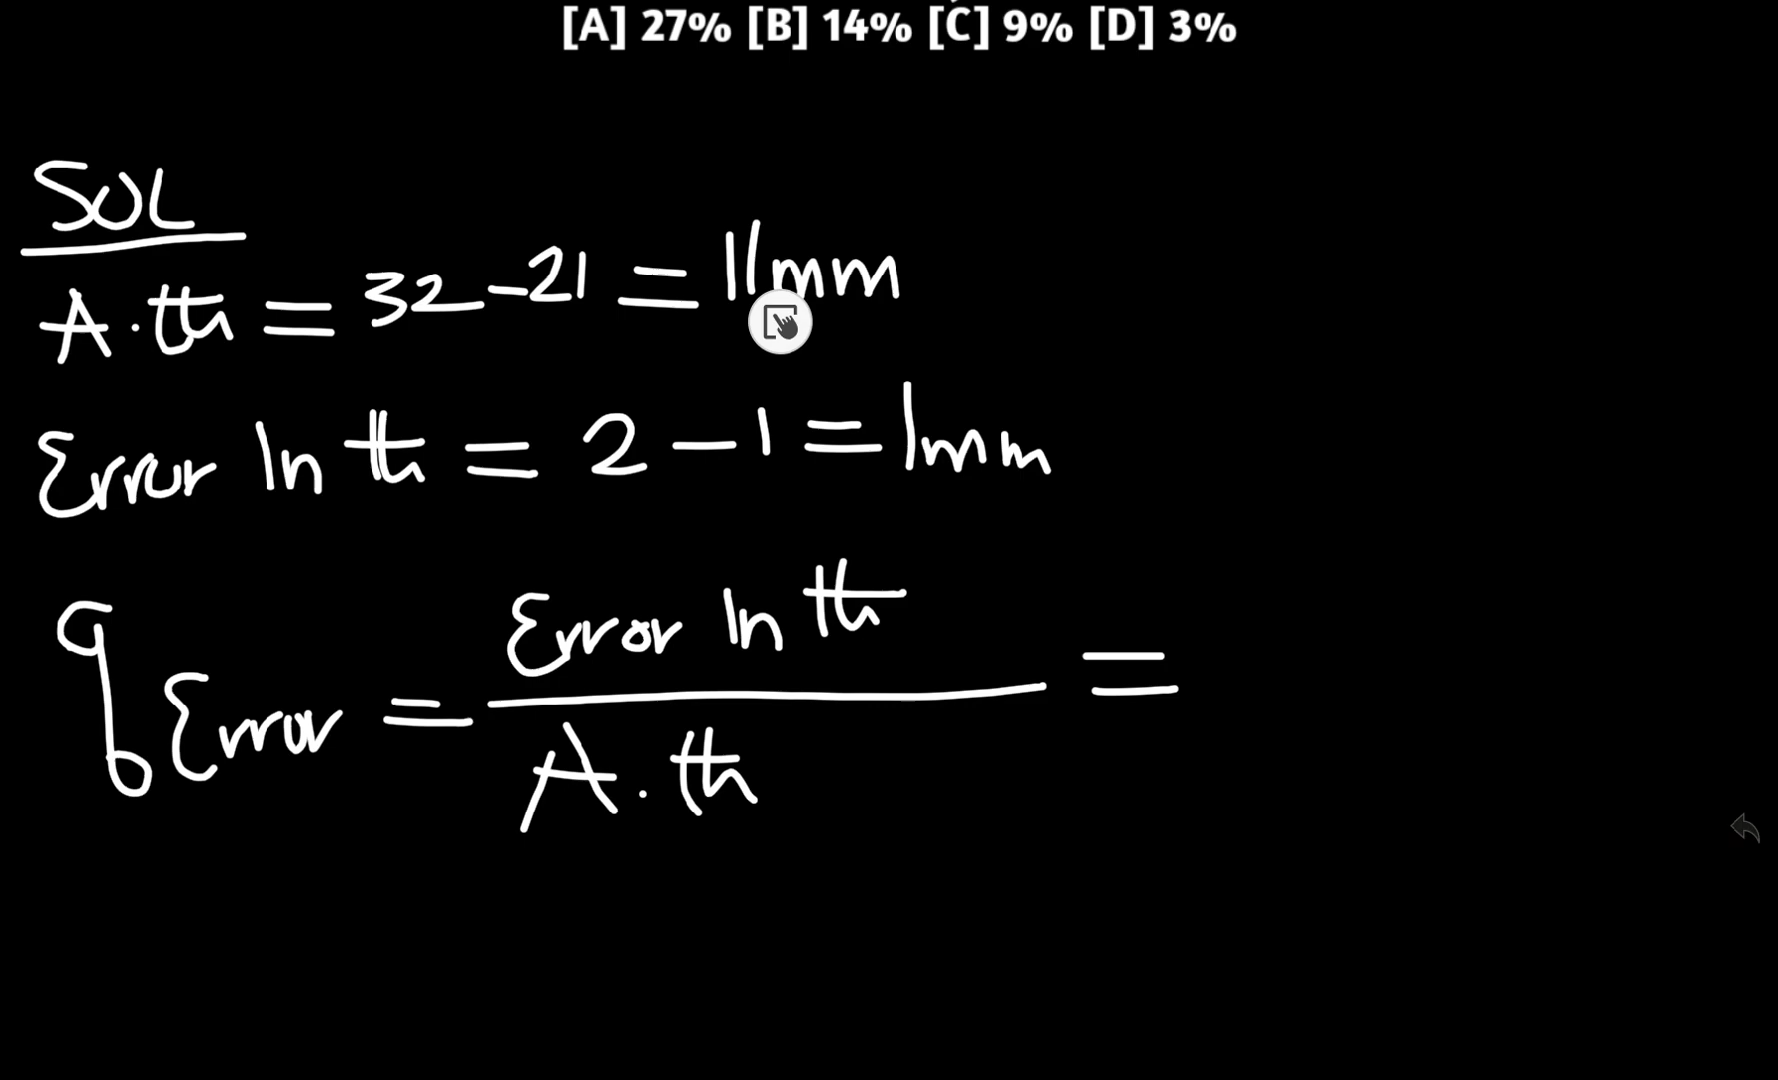 [A] 27% [B] 14% [C] 9% [D] 3%
SOL
A.th = 32-21 = 11mm
Error In th = 2 - 1 = 1mm
% Error = Error In th / A.th =